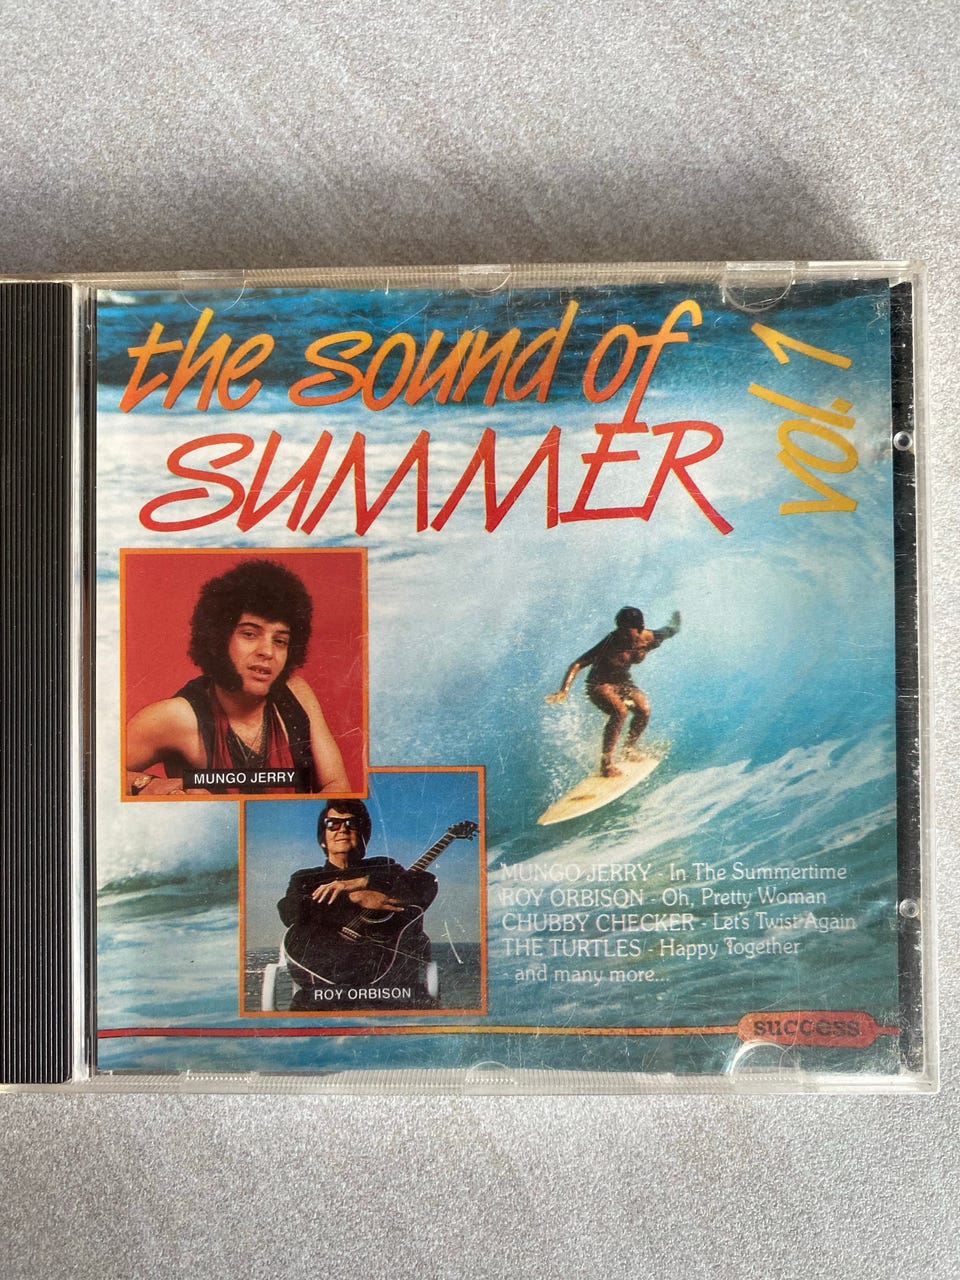 the sound of
SUMMER
vol. 1
MUNGO JERRY
ROY ORBISON
MUNGO JERRY - In The Summertime
ROY ORBISON - Oh, Pretty Woman
CHUBBY CHECKER - Let's Twist Again
THE TURTLES - Happy Together
- and many more...
success